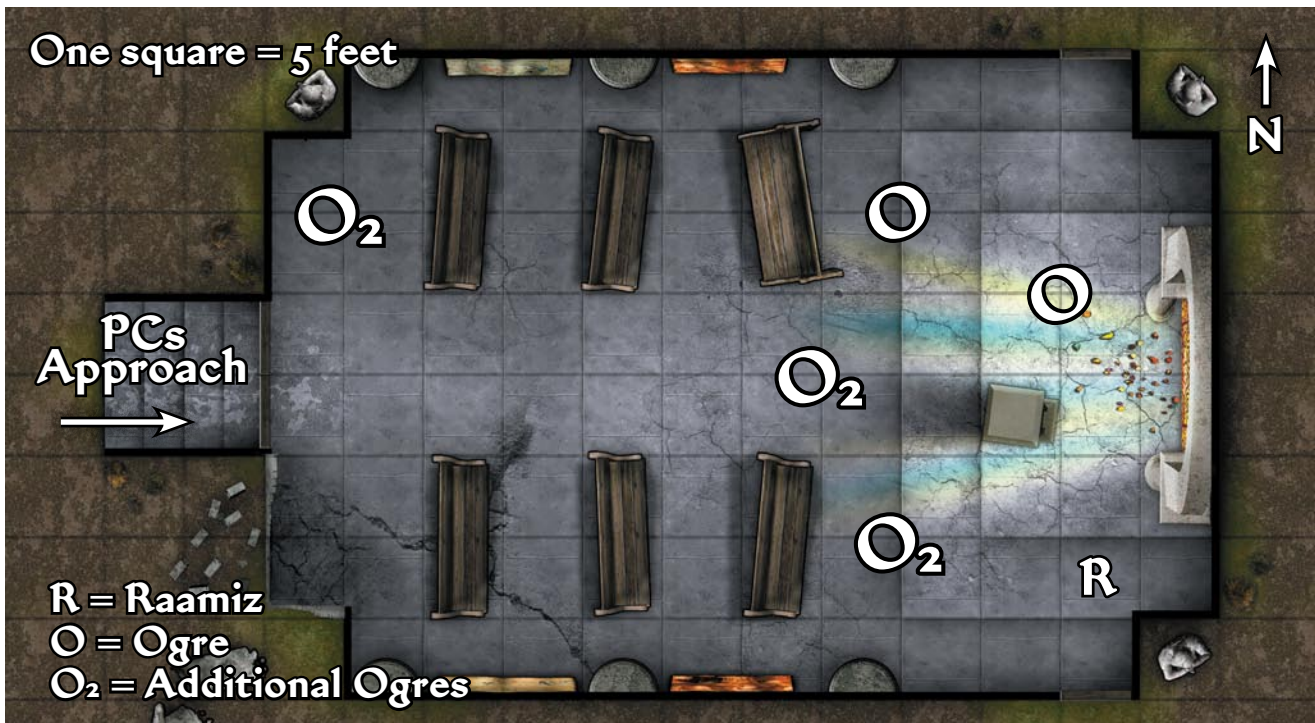 One square = 5 feet
N
O
O2
O
PCs
Approach
O2
O2
R
R = Raamiz
O = Ogre
O2 = Additional Ogres